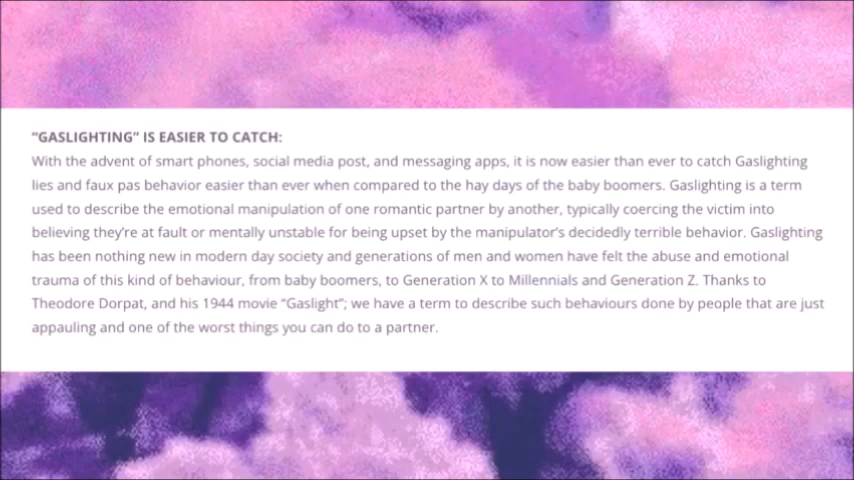 “GASLIGHTING” IS EASIER TO CATCH:
With the advent of smart phones, social media post, and messaging apps, it is now easier than ever to catch Gaslighting
lies and faux pas behavior easier than ever when compared to the hay days of the baby boomers. Gaslighting is a term
used to describe the emotional manipulation of one romantic partner by another, typically coercing the victim into
believing they’re at fault or mentally unstable for being upset by the manipulator’s decidedly terrible behavior. Gaslighting
has been nothing new in modern day society and generations of men and women have felt the abuse and emotional
trauma of this kind of behaviour, from baby boomers, to Generation X to Millennials and Generation Z. Thanks to
Theodore Dorpat, and his 1944 movie “Gaslight”; we have a term to describe such behaviours done by people that are just
appauling and one of the worst things you can do to a partner.